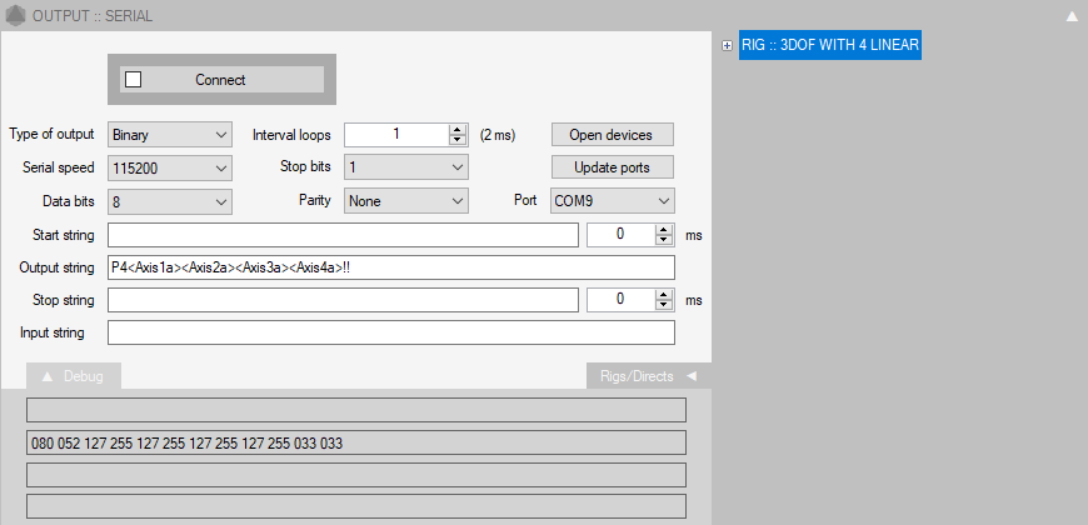 OUTPUT :: SERIAL
RIG :: 3DOF WITH 4 LINEAR
Connect
Type of output Binary Interval loops 1 (2 ms) Open devices
Serial speed 115200 Stop bits 1 Update ports
Data bits 8 Parity None Port COM9
Start string 0 ms
Output string P4<Axis1a><Axis2a><Axis3a><Axis4a>!!
Stop string 0 ms
Input string
Debug Rigs/Directs
080 052 127 255 127 255 127 255 127 255 033 033